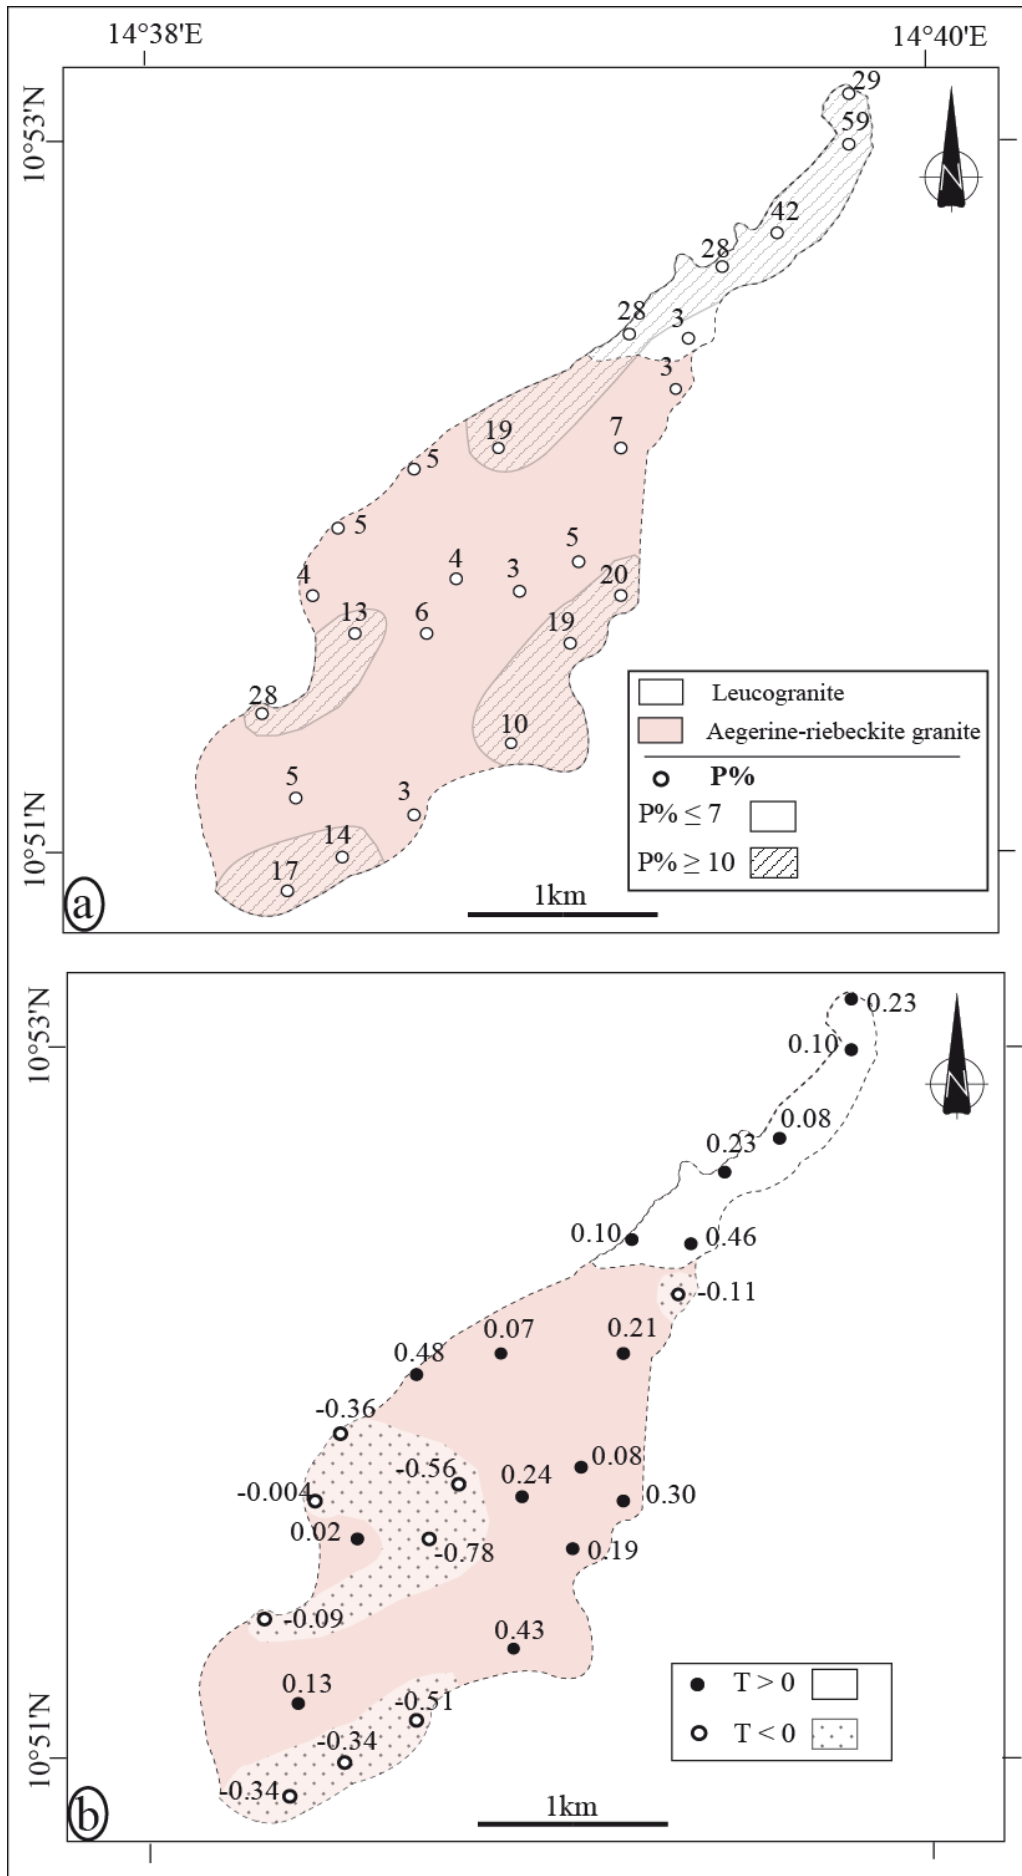 14°38'E
14°40'E
10°53'N
29
59
N
42
28
28
3
3
19
7
5
5
5
4
3
4
20
13
6
19
28
10
Leucogranite
Aegerine-riebeckite granite
5
P%
3
P% ≤ 7
14
P% ≥ 10
17
10°51'N
1km
a
0.23
10°53'N
0.10
N
0.08
0.23
0.10
0.46
-0.11
0.07
0.21
0.48
-0.36
0.08
-0.56
0.24
-0.004
0.30
0.02
-0.78
0.19
-0.09
0.43
0.13
T > 0
-0.51
T < 0
-0.34
-0.34
10°51'N
1km
b